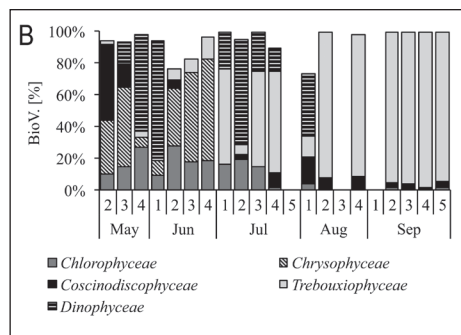 B
BioV. [%]
100%
80%
60%
40%
20%
0%
2 3 4 1 2 3 4 1 2 3 4 5 1 2 3 4 1 2 3 4 5
May Jun Jul Aug Sep
Chlorophyceae Chrysophyceae
Coscinodiscophyceae Trebouxiophyceae
Dinophyceae